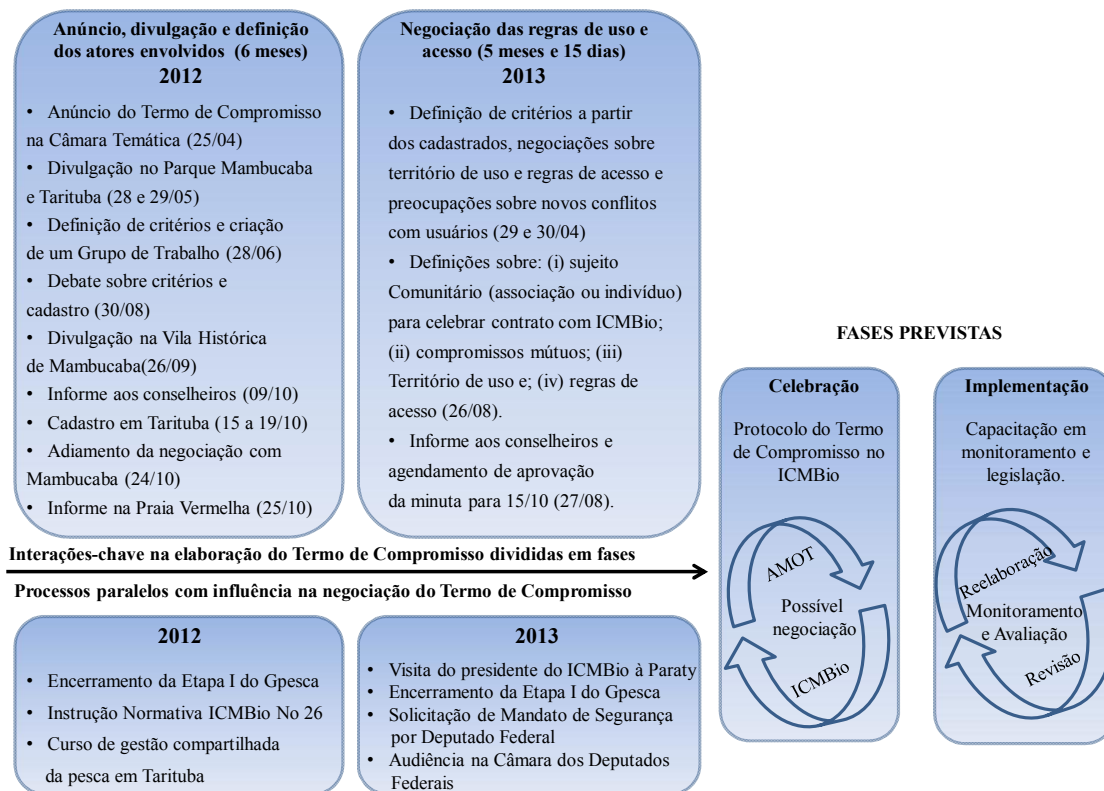 Anúncio, divulgação e definição
dos atores envolvidos (6 meses)
2012
• Anúncio do Termo de Compromisso
na Câmara Temática (25/04)
• Divulgação no Parque Mambucaba
e Tarituba (28 e 29/05)
• Definição de critérios e criação
de um Grupo de Trabalho (28/06)
• Debate sobre critérios e
cadastro (30/08)
• Divulgação na Vila Histórica
de Mambucaba(26/09)
• Informe aos conselheiros (09/10)
• Cadastro em Tarituba (15 a 19/10)
• Adiamento da negociação com
Mambucaba (24/10)
• Informe na Praia Vermelha (25/10)
Negociação das regras de uso e
acesso (5 meses e 15 dias)
2013
• Definição de critérios a partir
dos cadastrados, negociações sobre
território de uso e regras de acesso e
preocupações sobre novos conflitos
com usuários (29 e 30/04)
• Definições sobre: (i) sujeito
Comunitário (associação ou indivíduo)
para celebrar contrato com ICMBio;
(ii) compromissos mútuos; (iii)
Território de uso e; (iv) regras de
acesso (26/08).
• Informe aos conselheiros e
agendamento de aprovação
da minuta para 15/10 (27/08).
Interações-chave na elaboração do Termo de Compromisso divididas em fases
Processos paralelos com influência na negociação do Termo de Compromisso
2012
• Encerramento da Etapa I do Gpesca
• Instrução Normativa ICMBio No 26
• Curso de gestão compartilhada
da pesca em Tarituba
2013
• Visita do presidente do ICMBio à Paraty
• Encerramento da Etapa I do Gpesca
• Solicitação de Mandato de Segurança
por Deputado Federal
• Audiência na Câmara dos Deputados
Federais
FASES PREVISTAS
Celebração
Protocolo do Termo
de Compromisso no
ICMBio
AMOT
Possível
negociação
ICMBio
Implementação
Capacitação em
monitoramento e
legislação.
Reelaboração
Monitoramento
e Avaliação
Revisão